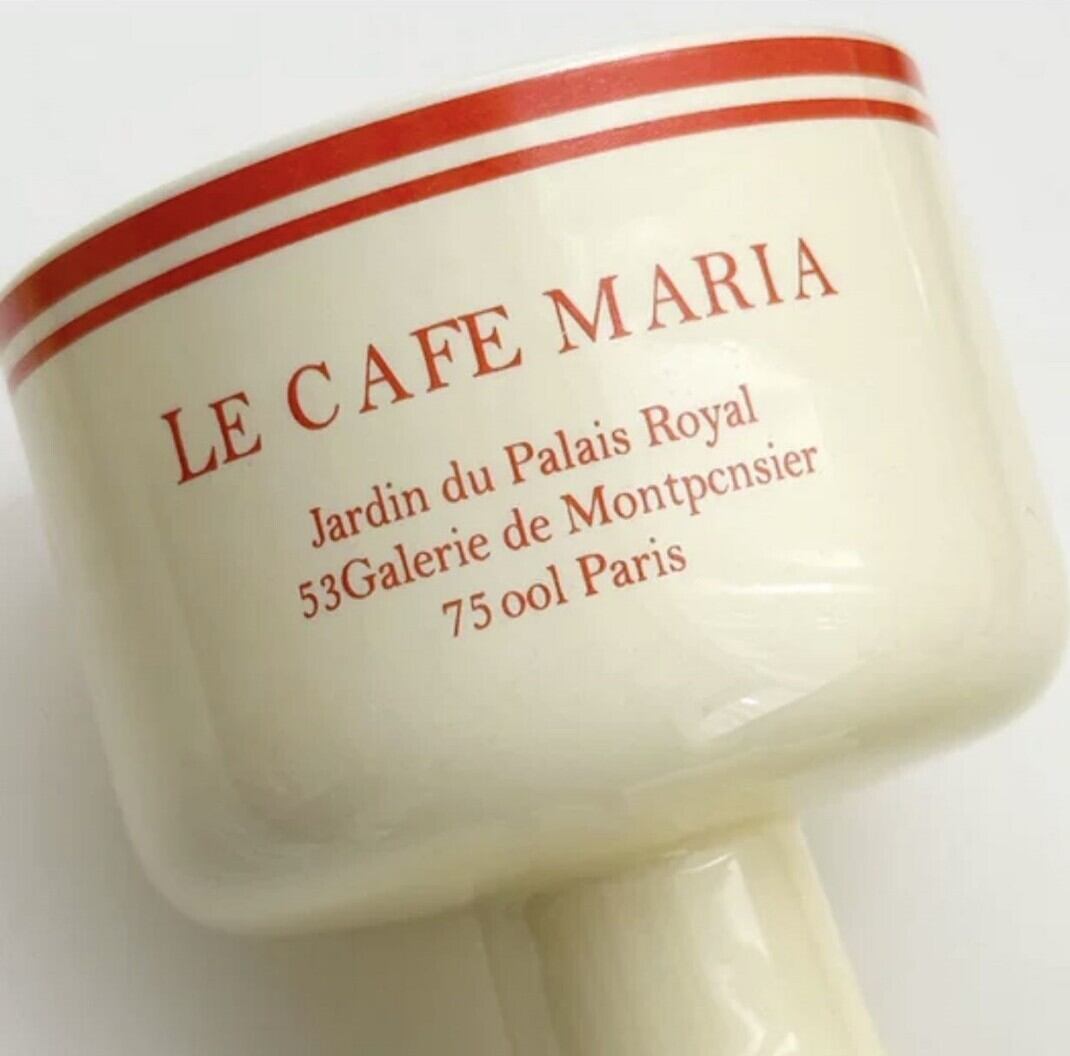 LE CAFE MARIA
Jardin du Palais Royal
53Galerie de Montpcnsier
75 ool Paris